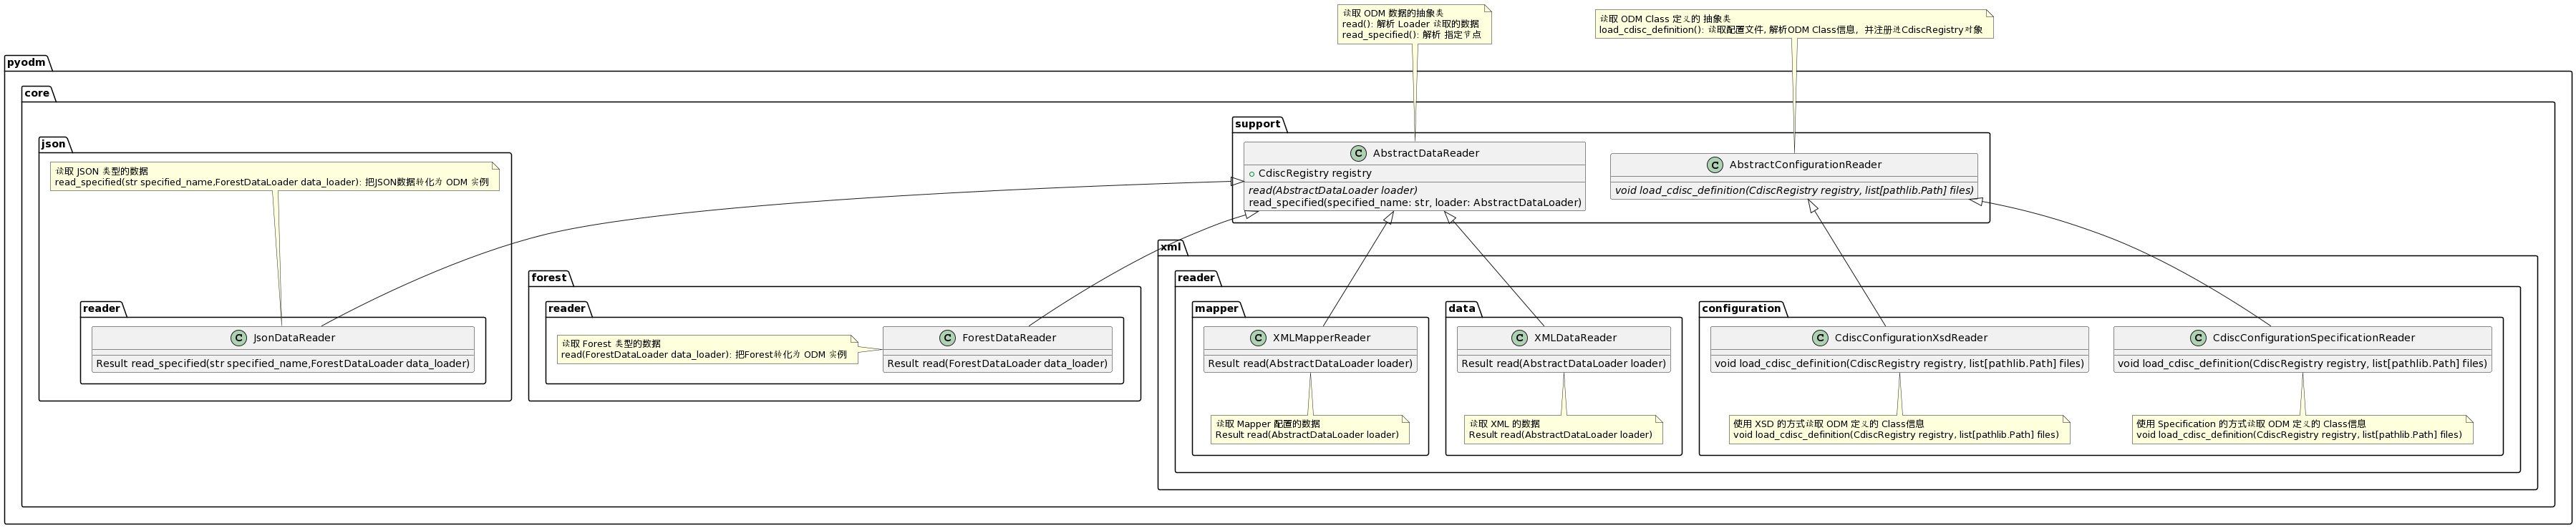 读取 ODM 数据的抽象类
read(): 解析 Loader 读取的数据
read_specified(): 解析 指定节点
读取 ODM Class 定义的 抽象类
load_cdisc_definition(): 读取配置文件, 解析ODM Class信息，并注册进CdiscRegistry对象
pyodm
core
support
C AbstractDataReader
CdiscRegistry registry
read(AbstractDataLoader loader)
read_specified(specified_name: str, loader: AbstractDataLoader)
C AbstractConfigurationReader
void load_cdisc_definition(CdiscRegistry registry, list[pathlib.Path] files)
json
读取 JSON 类型的数据
read_specified(str specified_name,ForestDataLoader data_loader): 把JSON数据转化为 ODM 实例
reader
C JsonDataReader
Result read_specified(str specified_name,ForestDataLoader data_loader)
forest
reader
读取 Forest 类型的数据
read(ForestDataLoader data_loader): 把Forest转化为 ODM 实例
C ForestDataReader
Result read(ForestDataLoader data_loader)
xml
reader
mapper
C XMLMapperReader
Result read(AbstractDataLoader loader)
读取 Mapper 配置的数据
Result read(AbstractDataLoader loader)
data
C XMLDataReader
Result read(AbstractDataLoader loader)
读取 XML 的数据
Result read(AbstractDataLoader loader)
configuration
C CdiscConfigurationXsdReader
void load_cdisc_definition(CdiscRegistry registry, list[pathlib.Path] files)
使用 XSD 的方式读取 ODM 定义的 Class信息
void load_cdisc_definition(CdiscRegistry registry, list[pathlib.Path] files)
C CdiscConfigurationSpecificationReader
void load_cdisc_definition(CdiscRegistry registry, list[pathlib.Path] files)
使用 Specification 的方式读取 ODM 定义的 Class信息
void load_cdisc_definition(CdiscRegistry registry, list[pathlib.Path] files)